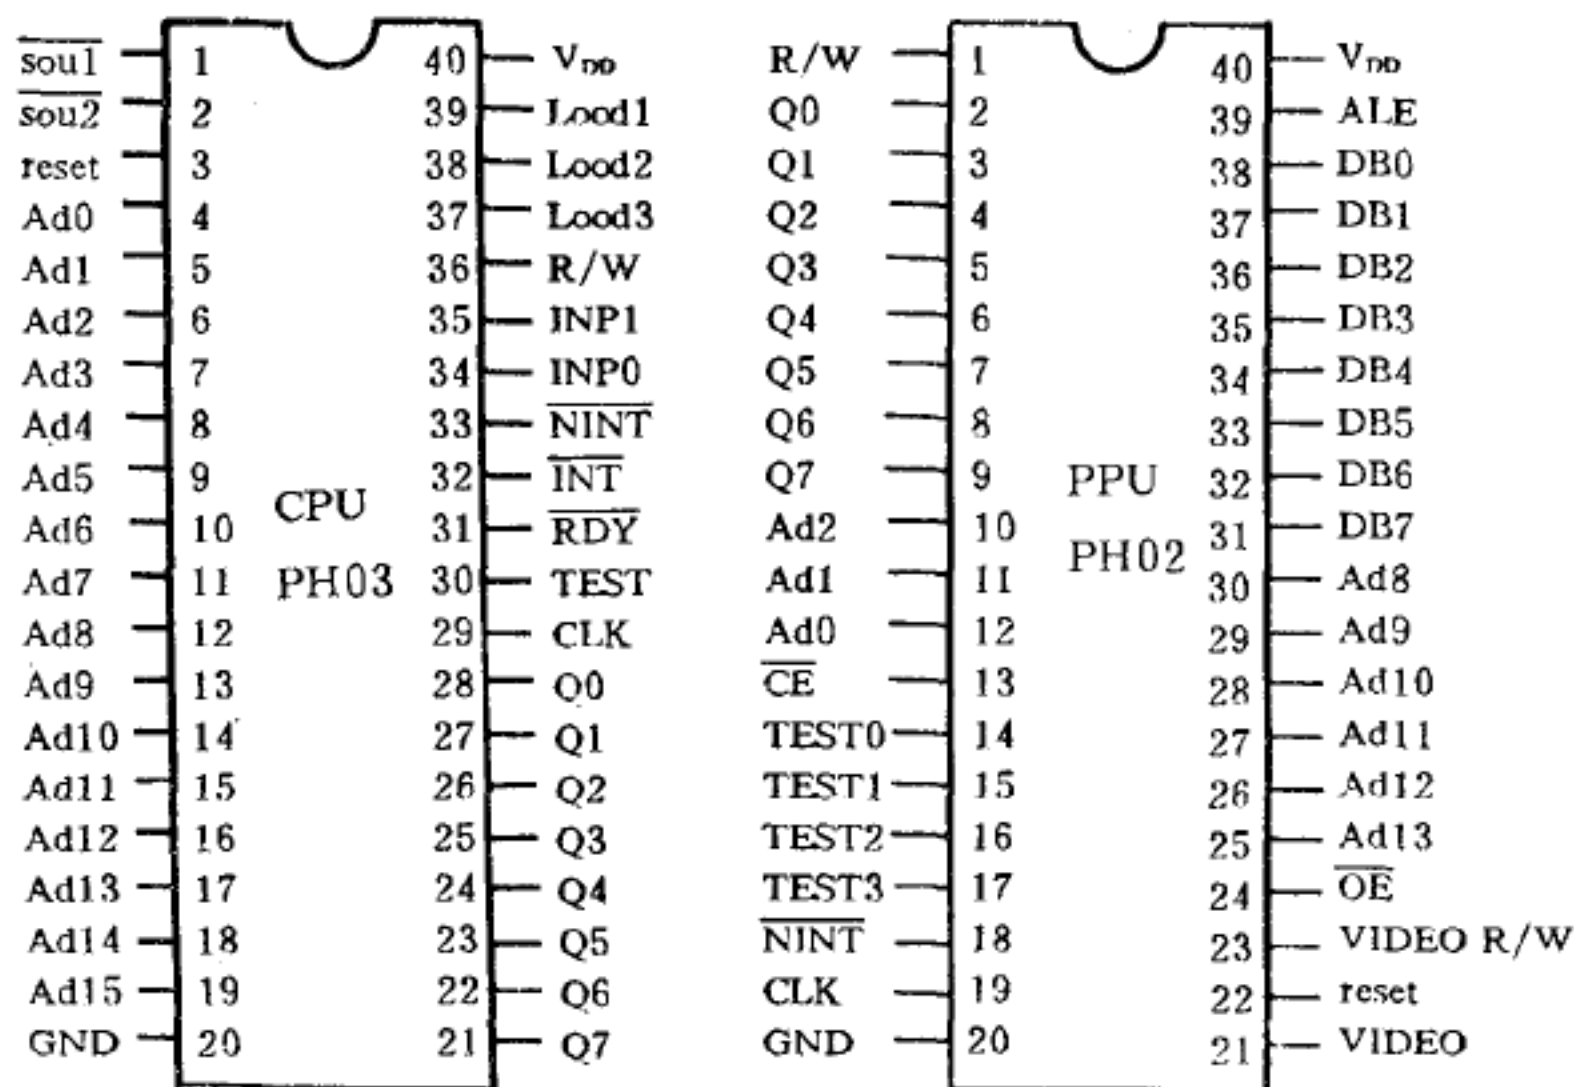 sou1 1 40 VDD
sou2 2 39 Lood1
reset 3 38 Lood2
Ad0 4 37 Lood3
Ad1 5 36 R/W
Ad2 6 35 INP1
Ad3 7 34 INP0
Ad4 8 33 NINT
Ad5 9 32 INT
Ad6 10 31 RDY
Ad7 11 30 TEST
Ad8 12 29 CLK
Ad9 13 28 Q0
Ad10 14 27 Q1
Ad11 15 26 Q2
Ad12 16 25 Q3
Ad13 17 24 Q4
Ad14 18 23 Q5
Ad15 19 22 Q6
GND 20 21 Q7
CPU
PH03
R/W 1 40 VDD
Q0 2 39 ALE
Q1 3 38 DB0
Q2 4 37 DB1
Q3 5 36 DB2
Q4 6 35 DB3
Q5 7 34 DB4
Q6 8 33 DB5
Q7 9 32 DB6
Ad2 10 31 DB7
Ad1 11 30 Ad8
Ad0 12 29 Ad9
CE 13 28 Ad10
TEST0 14 27 Ad11
TEST1 15 26 Ad12
TEST2 16 25 Ad13
TEST3 17 24 OE
NINT 18 23 VIDEO R/W
CLK 19 22 reset
GND 20 21 VIDEO
PPU
PH02